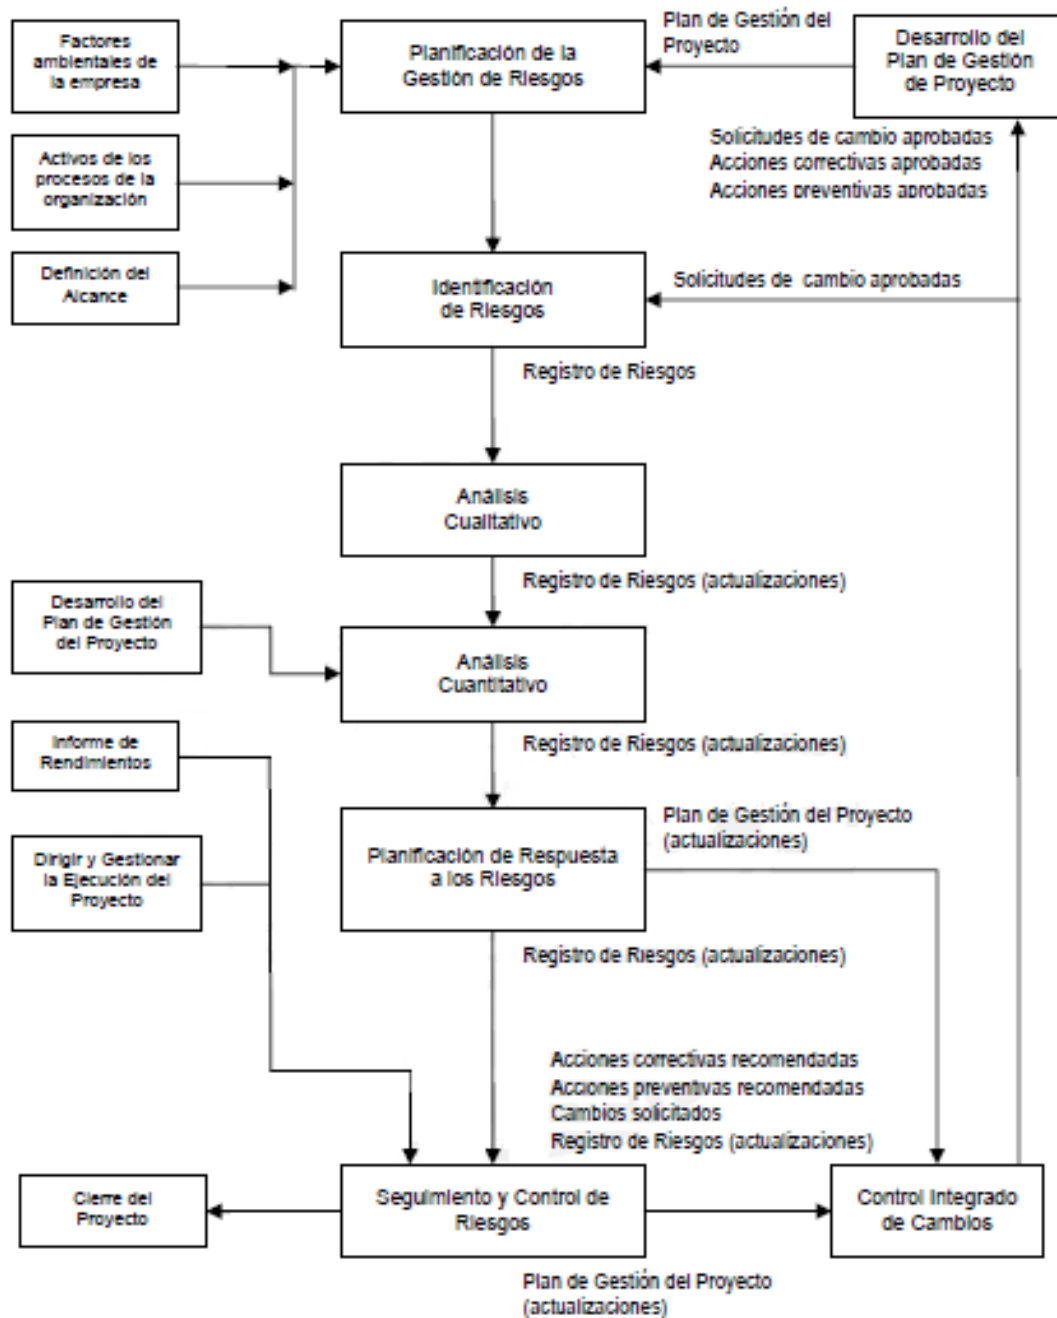 Factores
ambientales de
la empresa
Planificación de la
Gestión de Riesgos
Plan de Gestión del
Proyecto
Desarrollo del
Plan de Gestión
de Proyecto
Activos de los
procesos de la
organización
Solicitudes de cambio aprobadas
Acciones correctivas aprobadas
Acciones preventivas aprobadas
Definición del
Alcance
Identificación
de Riesgos
Solicitudes de cambio aprobadas
Registro de Riesgos
Análisis
Cualitativo
Registro de Riesgos (actualizaciones)
Desarrollo del
Plan de Gestión
del Proyecto
Análisis
Cuantitativo
Registro de Riesgos (actualizaciones)
Informe de
Rendimientos
Plan de Gestión del Proyecto
(actualizaciones)
Dirigir y Gestionar
la Ejecución del
Proyecto
Planificación de Respuesta
a los Riesgos
Registro de Riesgos (actualizaciones)
Acciones correctivas recomendadas
Acciones preventivas recomendadas
Cambios solicitados
Registro de Riesgos (actualizaciones)
Cierre del
Proyecto
Seguimiento y Control de
Riesgos
Control Integrado
de Cambios
Plan de Gestión del Proyecto
(actualizaciones)